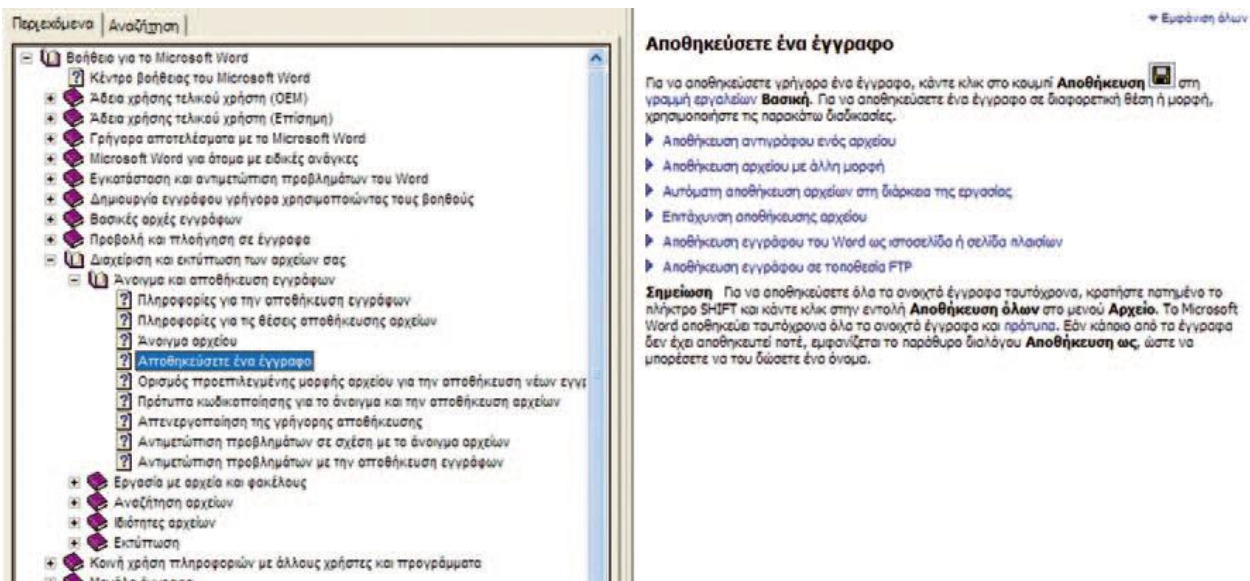 Περιεχόμενα Αναζήτηση
Βοήθεια για το Microsoft Word
Κέντρο βοήθειας του Microsoft Word
Άδεια χρήσης τελικού χρήστη (OEM)
Άδεια χρήσης τελικού χρήστη (Επίσημη)
Γρήγορα αποτελέσματα με το Microsoft Word
Microsoft Word για άτομα με ειδικές ανάγκες
Εγκατάσταση και αντιμετώπιση προβλημάτων του Word
Δημιουργία εγγράφου γρήγορα χρησιμοποιώντας τους βοηθούς
Βασικές αρχές εγγράφων
Προβολή και πλοήγηση σε έγγραφα
Διαχείριση και εκτύπωση των αρχείων σας
Άνοιγμα και αποθήκευση εγγράφων
Πληροφορίες για την αποθήκευση εγγράφων
Πληροφορίες για τις θέσεις αποθήκευσης αρχείων
Άνοιγμα αρχείου
Αποθηκεύσετε ένα έγγραφο
Ορισμός προεπιλεγμένης μορφής αρχείου για την αποθήκευση νέων εγγρ
Πρότυπα κωδικοποίησης για το άνοιγμα και την αποθήκευση αρχείων
Απενεργοποίηση της γρήγορης αποθήκευσης
Αντιμετώπιση προβλημάτων σε σχέση με το άνοιγμα αρχείων
Αντιμετώπιση προβλημάτων με την αποθήκευση εγγράφων
Εργασία με αρχεία και φακέλους
Αναζήτηση αρχείων
Ιδιότητες αρχείων
Εκτύπωση
Κοινή χρήση πληροφοριών με άλλους χρήστες και προγράμματα
Εμφάνιση όλων
Αποθηκεύσετε ένα έγγραφο
Για να αποθηκεύσετε γρήγορα ένα έγγραφο, κάντε κλικ στο κουμπί Αποθήκευση στη
γραμμή εργαλείων Βασική. Για να αποθηκεύσετε ένα έγγραφο σε διαφορετική θέση ή μορφή,
χρησιμοποιήστε τις παρακάτω διαδικασίες.
Αποθήκευση αντιγράφου ενός αρχείου
Αποθήκευση αρχείου με άλλη μορφή
Αυτόματη αποθήκευση αρχείων στη διάρκεια της εργασίας
Επιτάχυνση αποθήκευσης αρχείου
Αποθήκευση εγγράφου του Word ως ιστοσελίδα ή σελίδα πλαισίων
Αποθήκευση εγγράφου σε τοποθεσία FTP
Σημείωση Για να αποθηκεύσετε όλα τα ανοιχτά έγγραφα ταυτόχρονα, κρατήστε πατημένο το
πλήκτρο SHIFT και κάντε κλικ στην εντολή Αποθήκευση όλων στο μενού Αρχείο. Το Microsoft
Word αποθηκεύει ταυτόχρονα όλα τα ανοιχτά έγγραφα και πρότυπα. Εάν κάποιο από τα έγγραφα
δεν έχει αποθηκευτεί ποτέ, εμφανίζεται το παράθυρο διαλόγου Αποθήκευση ως, ώστε να
μπορέσετε να του δώσετε ένα όνομα.